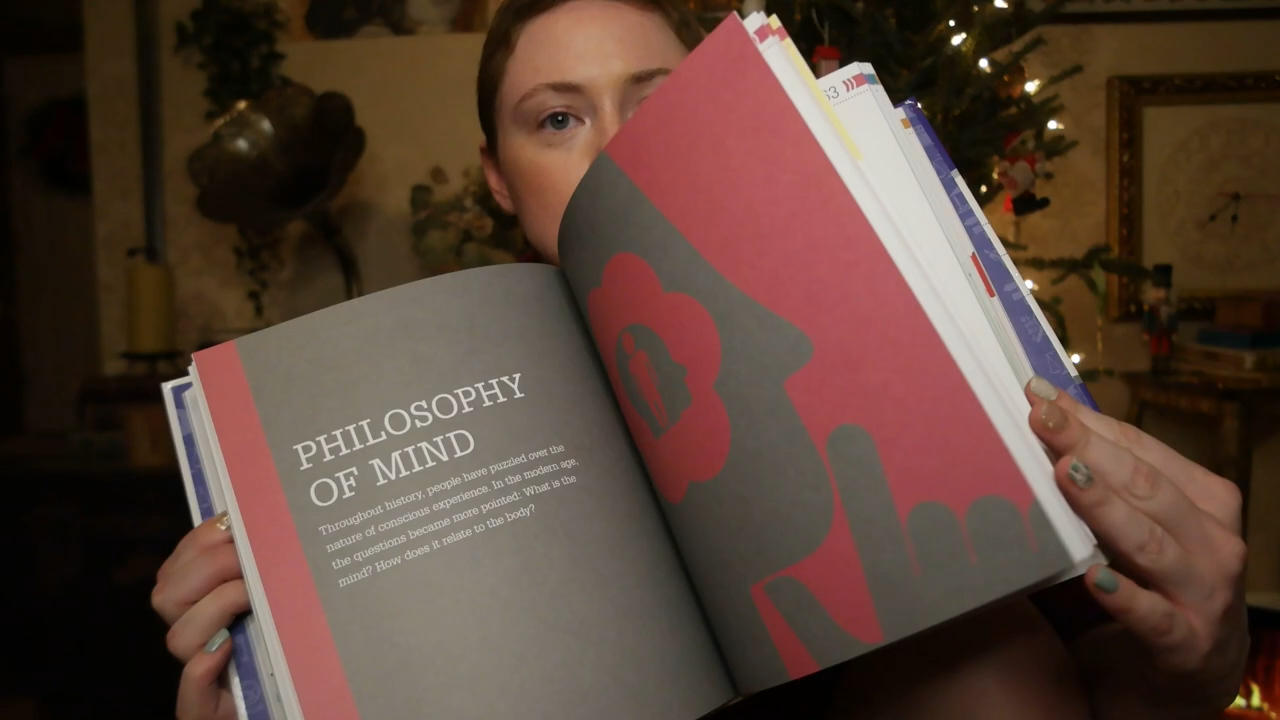 PHILOSOPHY
OF MIND
Throughout history, people have puzzled over the
nature of conscious experience. In the modern age,
the questions became more pointed: What is the
mind? How does it relate to the body?